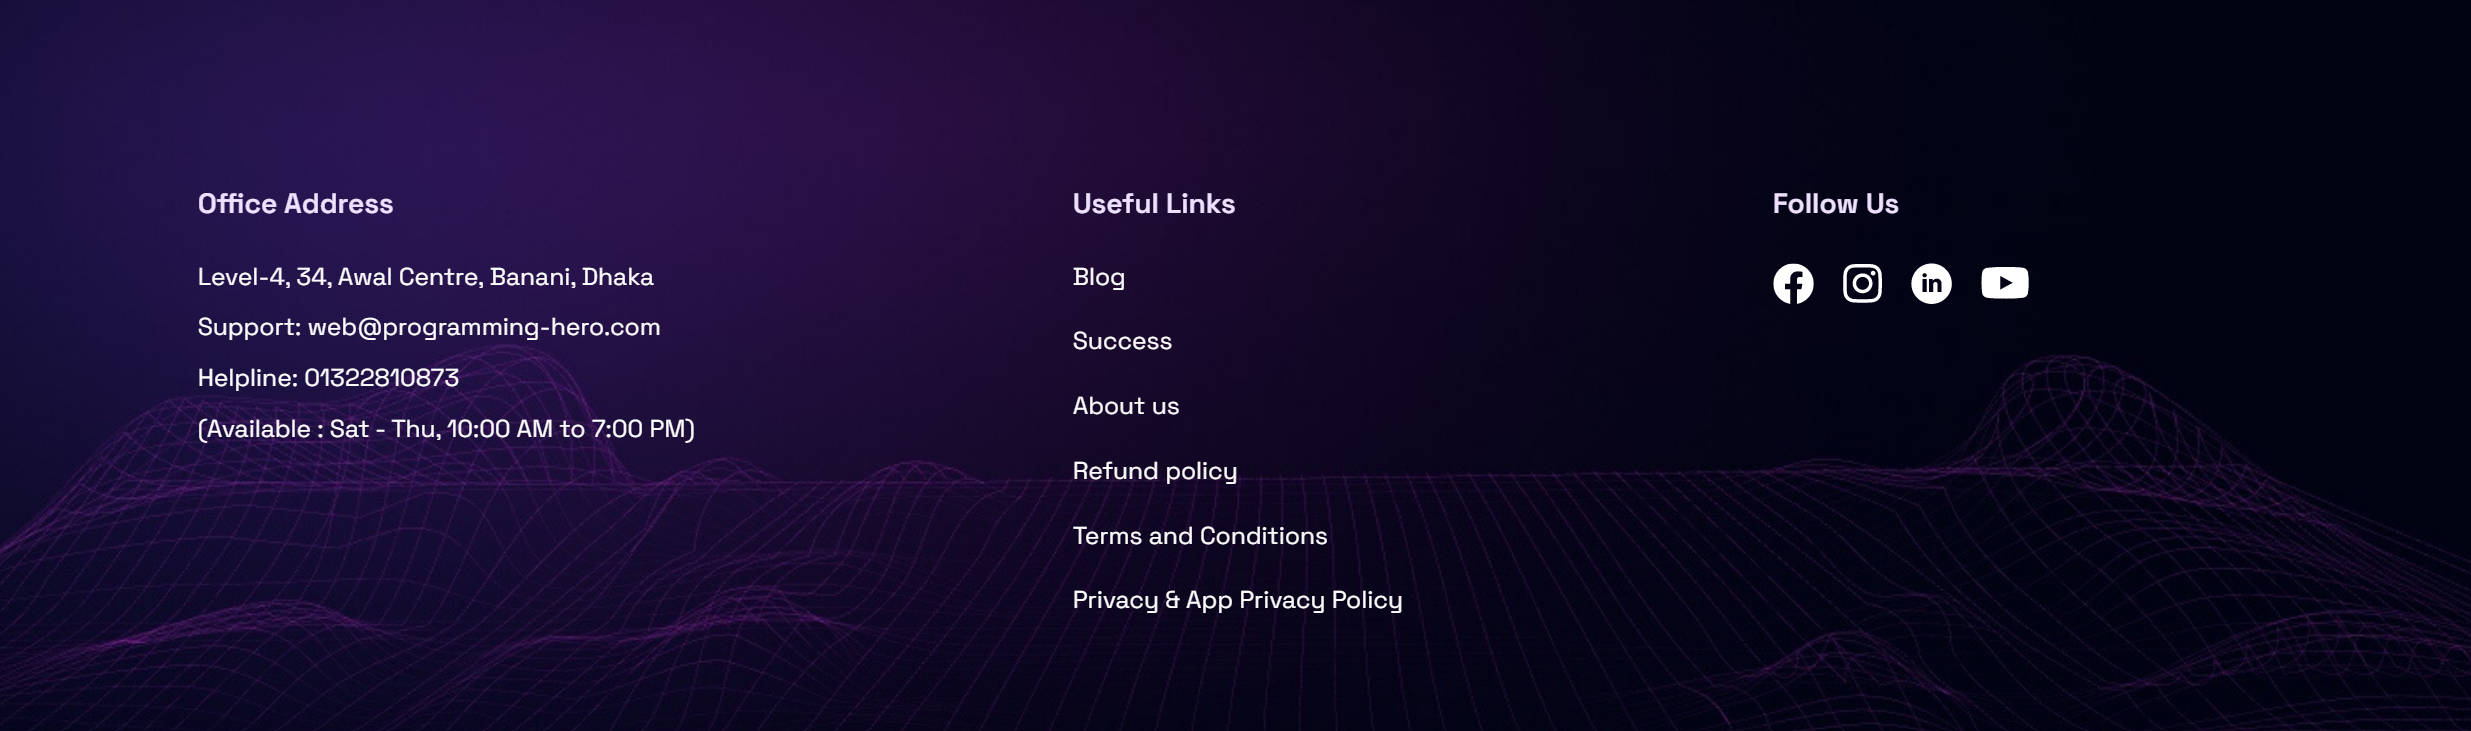 Office Address
Level-4, 34, Awal Centre, Banani, Dhaka
Support: web@programming-hero.com
Helpline: 01322810873
(Available : Sat - Thu, 10:00 AM to 7:00 PM)
Useful Links
Blog
Success
About us
Refund policy
Terms and Conditions
Privacy & App Privacy Policy
Follow Us
in